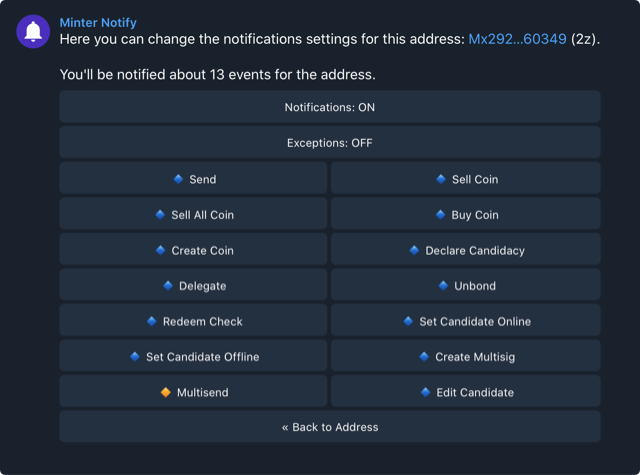 Minter Notify
Here you can change the notifications settings for this address: Mx292...60349 (2z).
You'll be notified about 13 events for the address.
Notifications: ON
Exceptions: OFF
Send
Sell Coin
Sell All Coin
Buy Coin
Create Coin
Declare Candidacy
Delegate
Unbond
Redeem Check
Set Candidate Online
Set Candidate Offline
Create Multisig
Multisend
Edit Candidate
« Back to Address